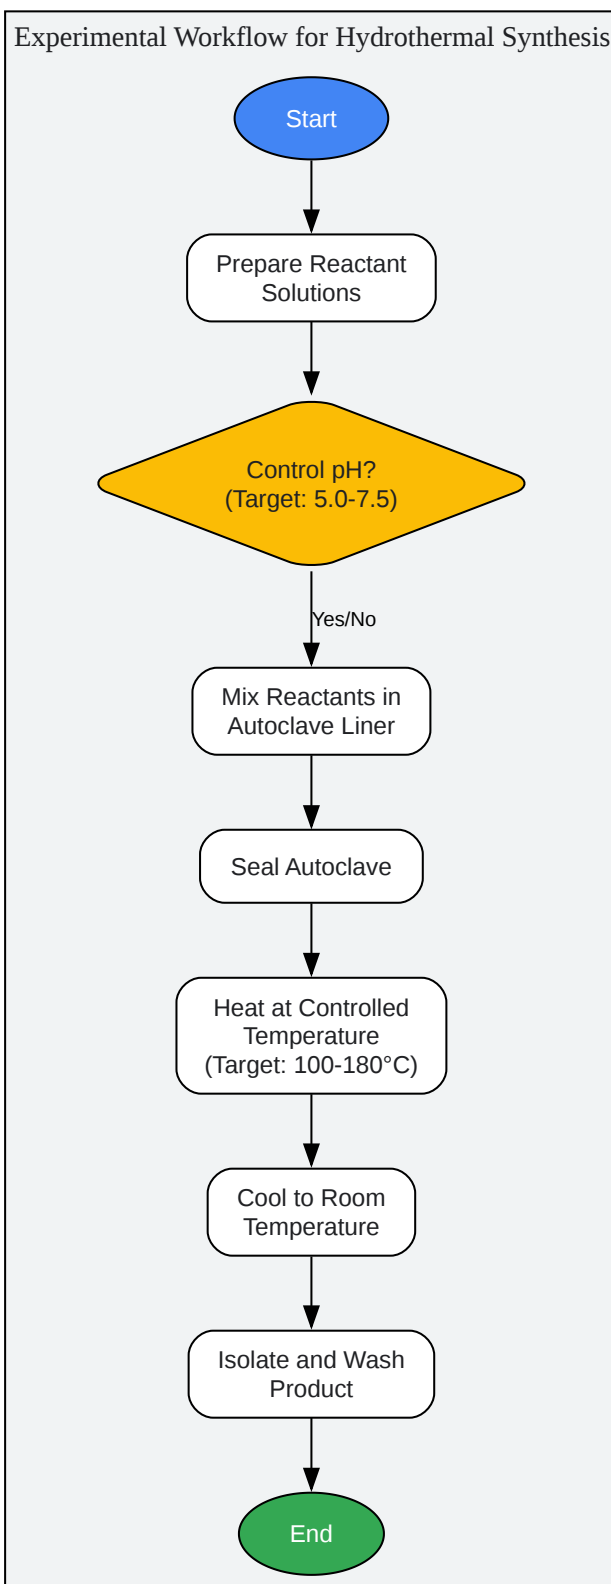 Experimental Workflow for Hydrothermal Synthesis
Start
Prepare Reactant
Solutions
Control pH?
(Target: 5.0-7.5)
Yes/No
Mix Reactants in
Autoclave Liner
Seal Autoclave
Heat at Controlled
Temperature
(Target: 100-180°C)
Cool to Room
Temperature
Isolate and Wash
Product
End